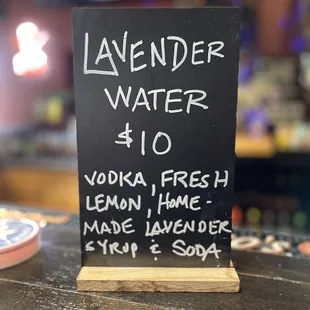 LAVENDER
WATER
$10
VODKA, FRESH
LEMON, HOME-
MADE LAVENDER
SYRUP & SODA